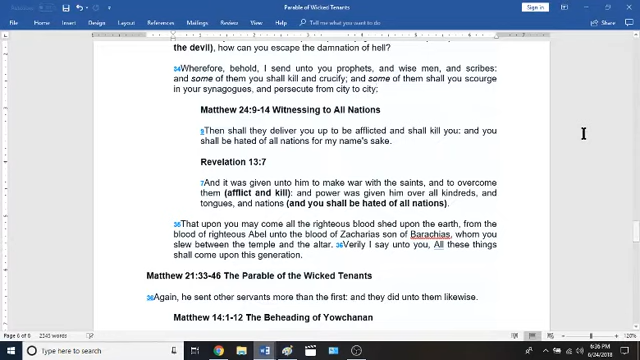 Parable of Wicked Tenants
Sign in
File Home Insert Design Layout References Mailings Review View Help Tell me what you want to do Share
the devil), how can you escape the damnation of hell?
34Wherefore, behold, I send unto you prophets, and wise men, and scribes:
and some of them you shall kill and crucify; and some of them shall you scourge
in your synagogues, and persecute from city to city:
Matthew 24:9-14 Witnessing to All Nations
9Then shall they deliver you up to be afflicted and shall kill you: and you
shall be hated of all nations for my name's sake.
Revelation 13:7
7And it was given unto him to make war with the saints, and to overcome
them (afflict and kill): and power was given him over all kindreds, and
tongues, and nations (and you shall be hated of all nations).
35That upon you may come all the righteous blood shed upon the earth, from the
blood of righteous Abel unto the blood of Zacharias son of Barachias, whom you
slew between the temple and the altar. 36Verily I say unto you, All these things
shall come upon this generation.
Matthew 21:33-46 The Parable of the Wicked Tenants
36Again, he sent other servants more than the first: and they did unto them likewise.
Matthew 14:1-12 The Beheading of Yowchanan
Page 6 of 8 2243 words
120%
Type here to search
6:36 PM
6/24/2018